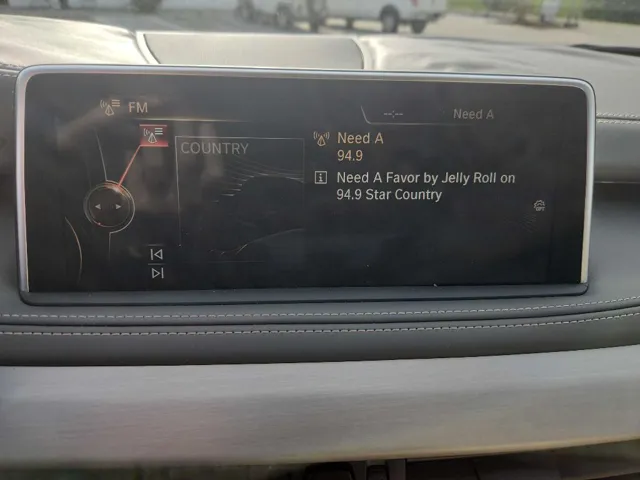 FM
--:--
Need A
COUNTRY
Need A
94.9
Need A Favor by Jelly Roll on
94.9 Star Country